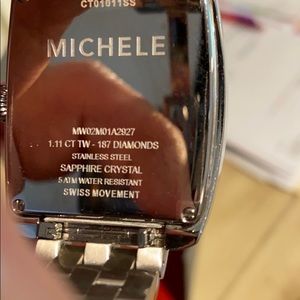 CT01011SS
MICHELE
MW02M01A2927
1.11 CT TW - 187 DIAMONDS
STAINLESS STEEL
SAPPHIRE CRYSTAL
5 ATM WATER RESISTANT
SWISS MOVEMENT